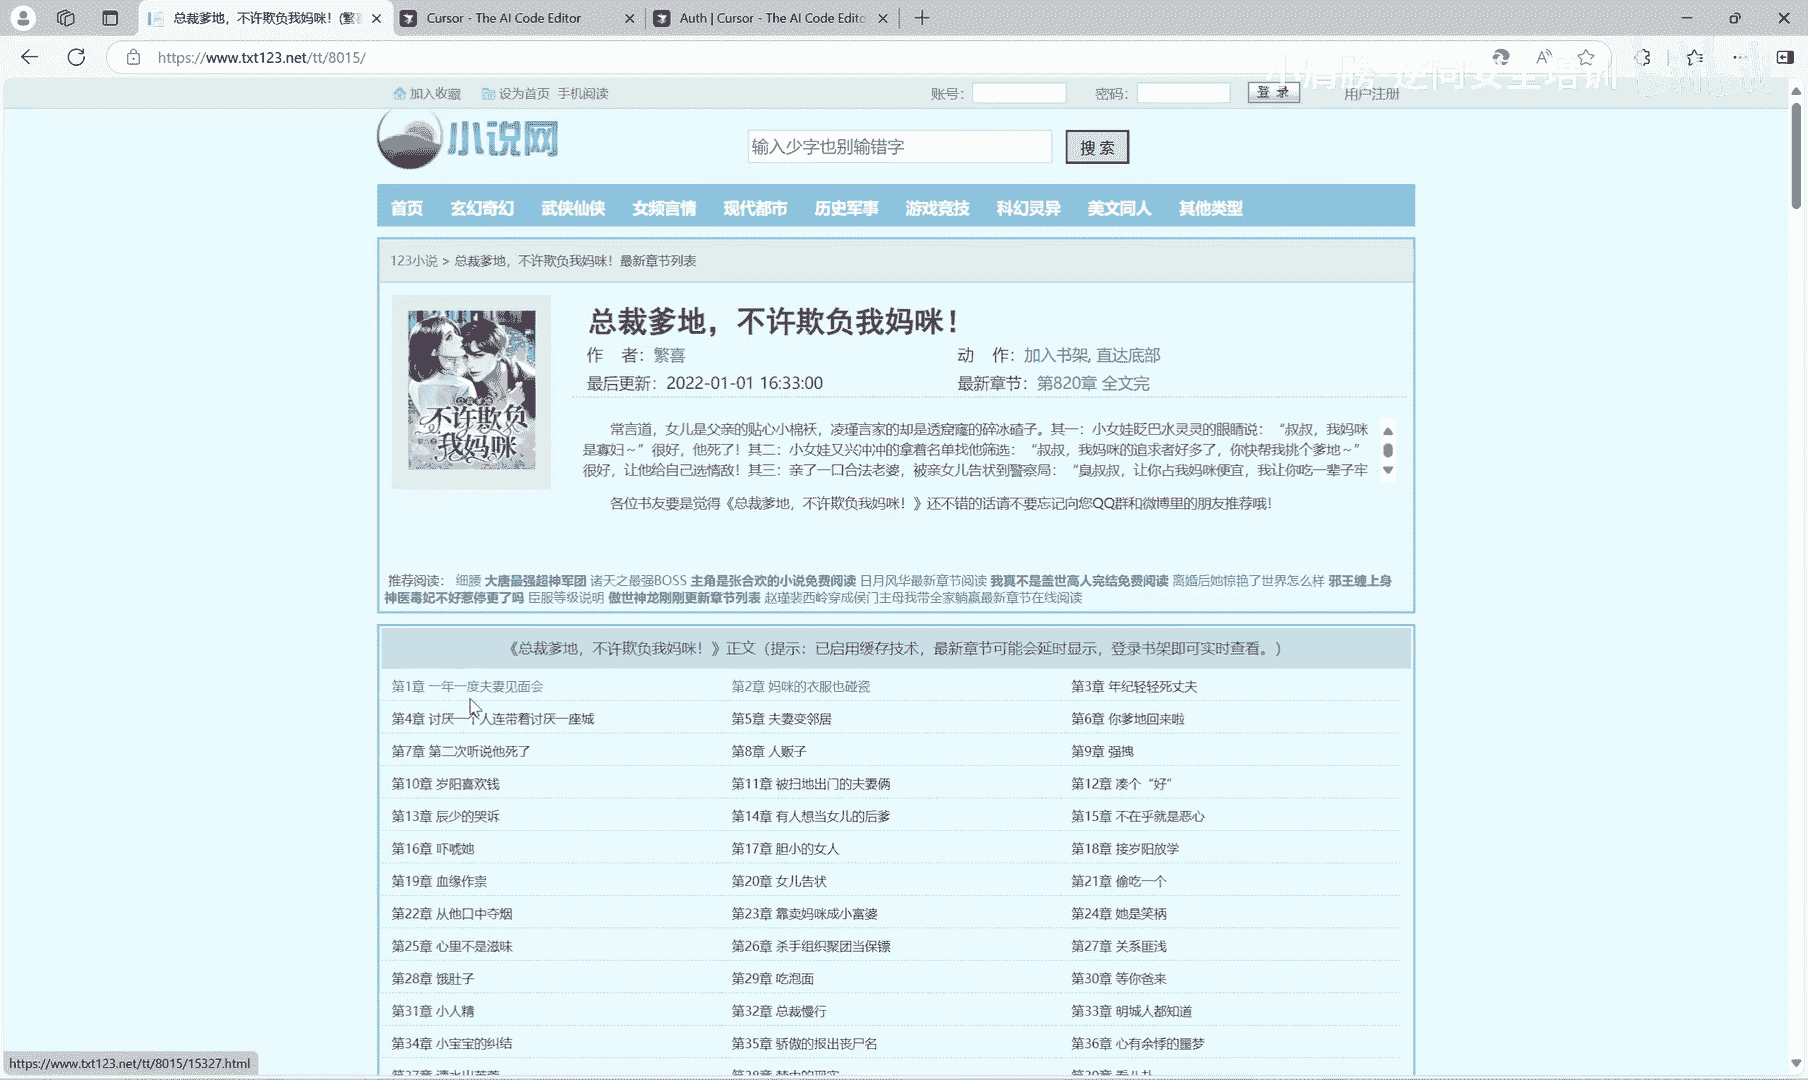 总裁爹地，不许欺负我妈咪！(繁
Cursor - The AI Code Editor
Auth | Cursor - The AI Code Edito
https://www.txt123.net/tt/8015/
小肩膀-逆向安全培训
加入收藏 设为首页 手机阅读 账号： 密码： 登 录 用户注册
小说网
输入少字也别输错字 搜 索
首页 玄幻奇幻 武侠仙侠 女频言情 现代都市 历史军事 游戏竞技 科幻灵异 美文同人 其他类型
123小说 > 总裁爹地，不许欺负我妈咪！最新章节列表
总裁爹地，不许欺负我妈咪！
作 者：繁喜 动 作：加入书架, 直达底部
最后更新：2022-01-01 16:33:00 最新章节：第820章 全文完
总裁爹地
不许欺负
我妈咪
常言道，女儿是父亲的贴心小棉袄，凌瑾言家的却是透窟窿的碎冰碴子。其一：小女娃眨巴水灵灵的眼睛说：“叔叔，我妈咪
是寡妇～”很好，他死了！其二：小女娃又兴冲冲的拿着名单找他筛选：“叔叔，我妈咪的追求者好多了，你快帮我挑个爹地～”
很好，让他给自己选情敌！其三：亲了一口合法老婆，被亲女儿告状到警察局：“臭叔叔，让你占我妈咪便宜，我让你吃一辈子牢
各位书友要是觉得《总裁爹地，不许欺负我妈咪！》还不错的话请不要忘记向您QQ群和微博里的朋友推荐哦！
推荐阅读： 细腰 大唐最强超神军团 诸天之最强BOSS 主角是张合欢的小说免费阅读 日月风华最新章节阅读 我真不是盖世高人完结免费阅读 离婚后她惊艳了世界怎么样 邪王缠上身
神医毒妃不好惹停更了吗 臣服等级说明 傲世神龙刚刚更新章节列表 赵瑾裴西岭穿成侯门主母我带全家躺赢最新章节在线阅读
《总裁爹地，不许欺负我妈咪！》正文（提示：已启用缓存技术，最新章节可能会延时显示，登录书架即可实时查看。）
第1章 一年一度夫妻见面会 第2章 妈咪的衣服也碰瓷 第3章 年纪轻轻死丈夫
第4章 讨厌一个人连带着讨厌一座城 第5章 夫妻变邻居 第6章 你爹地回来啦
第7章 第二次听说他死了 第8章 人贩子 第9章 强拽
第10章 岁阳喜欢钱 第11章 被扫地出门的夫妻俩 第12章 凑个“好”
第13章 辰少的哭诉 第14章 有人想当女儿的后爹 第15章 不在乎就是恶心
第16章 吓唬她 第17章 胆小的女人 第18章 接岁阳放学
第19章 血缘作祟 第20章 女儿告状 第21章 偷吃一个
第22章 从他口中夺烟 第23章 靠卖妈咪成小富婆 第24章 她是笑柄
第25章 心里不是滋味 第26章 杀手组织聚团当保镖 第27章 关系匪浅
第28章 饿肚子 第29章 吃泡面 第30章 等你爸来
第31章 小人精 第32章 总裁慢行 第33章 明城人都知道
第34章 小宝宝的纠结 第35章 骄傲的报出丧尸名 第36章 心有余悸的噩梦
https://www.txt123.net/tt/8015/15327.html